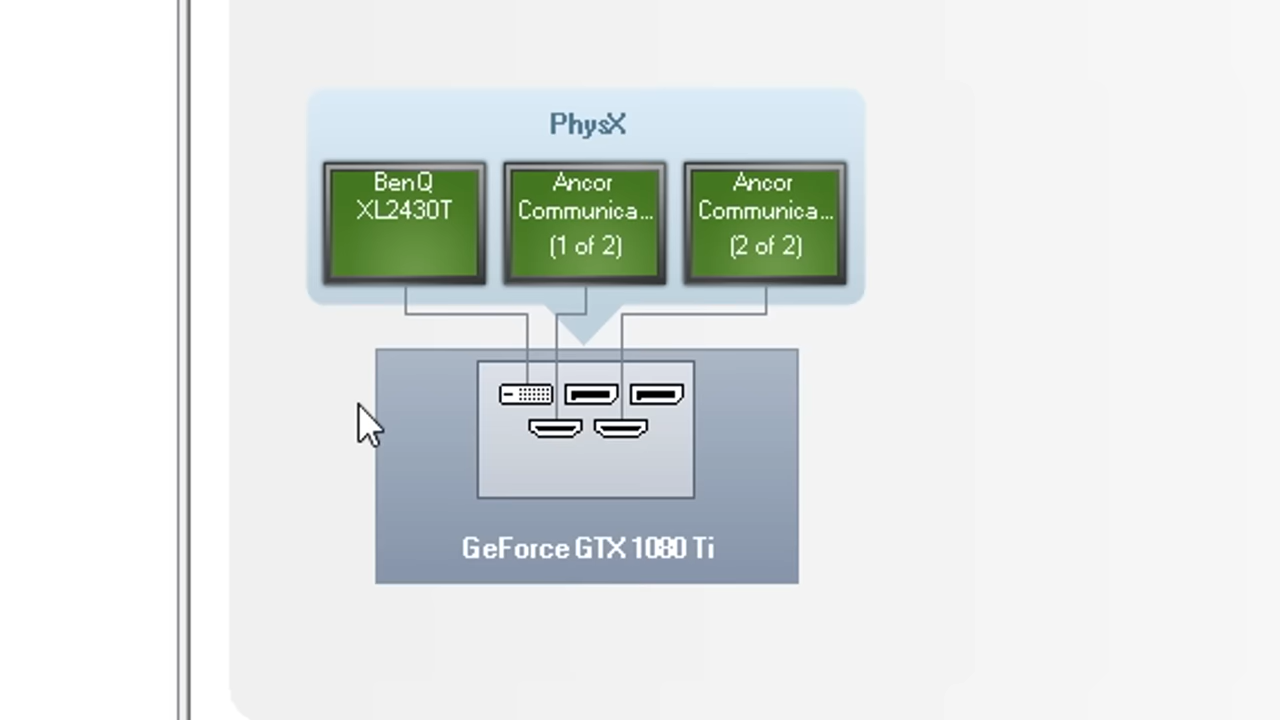 PhysX
BenQ
XL2430T
Ancor
Communica...
(1 of 2)
Ancor
Communica...
(2 of 2)
GeForce GTX 1080 Ti